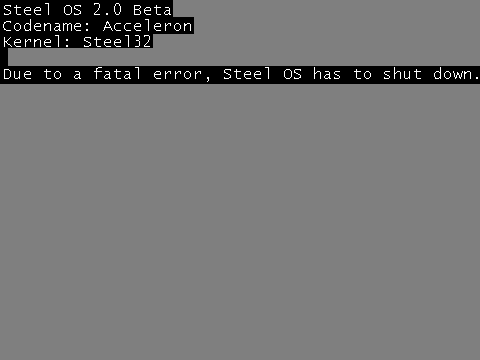 Steel OS 2.0 Beta
Codename: Acceleron
Kernel: Steel32
Due to a fatal error, Steel OS has to shut down.